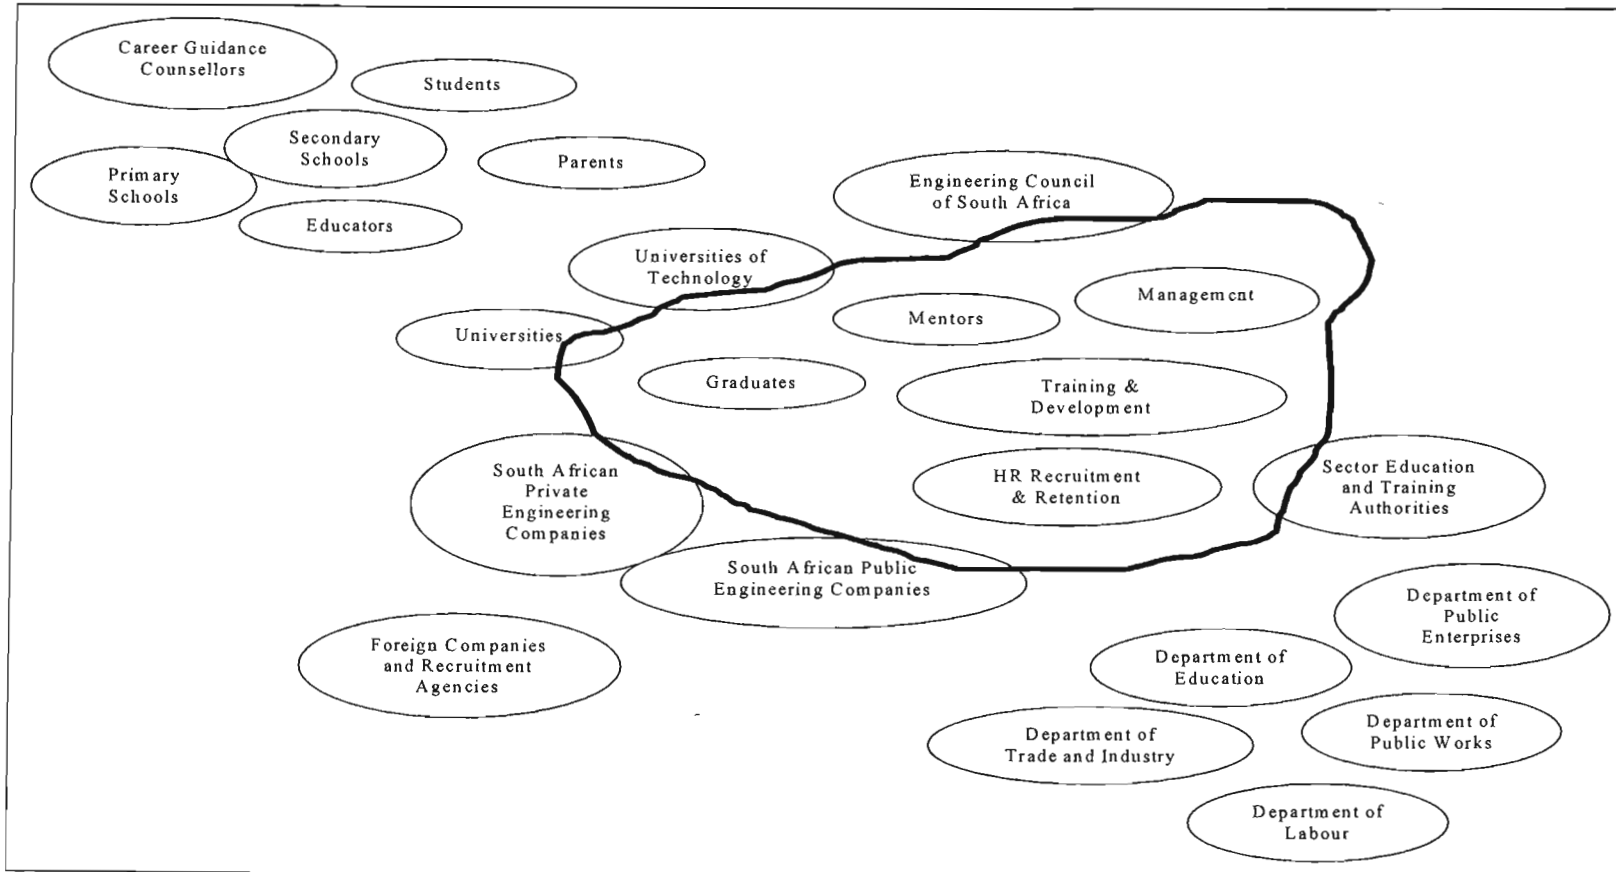 Career Guidance
Counsellors
Students
Secondary
Schools
Parents
Primary
Schools
Educators
Engineering Council
of South Africa
Universities of
Technology
Management
Mentors
Universities
Graduates
Training &
Development
South African
Private
Engineering
Companies
HR Recruitment
& Retention
Sector Education
and Training
Authorities
South African Public
Engineering Companies
Department of
Public
Enterprises
Foreign Companies
and Recruitment
Agencies
Department of
Education
Department of
Public Works
Department of
Trade and Industry
Department of
Labour